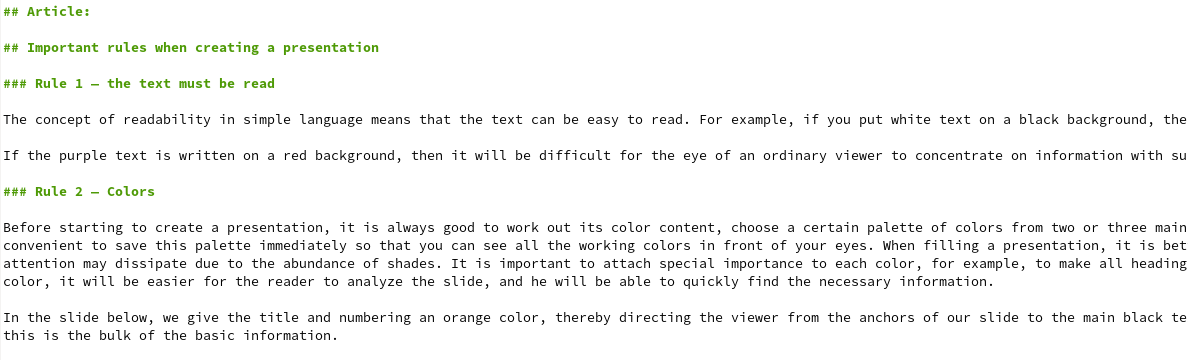 ## Article:
## Important rules when creating a presentation
### Rule 1 — the text must be read
The concept of readability in simple language means that the text can be easy to read. For example, if you put white text on a black background, the
If the purple text is written on a red background, then it will be difficult for the eye of an ordinary viewer to concentrate on information with su
### Rule 2 — Colors
Before starting to create a presentation, it is always good to work out its color content, choose a certain palette of colors from two or three main
convenient to save this palette immediately so that you can see all the working colors in front of your eyes. When filling a presentation, it is bet
attention may dissipate due to the abundance of shades. It is important to attach special importance to each color, for example, to make all heading
color, it will be easier for the reader to analyze the slide, and he will be able to quickly find the necessary information.
In the slide below, we give the title and numbering an orange color, thereby directing the viewer from the anchors of our slide to the main black te
this is the bulk of the basic information.